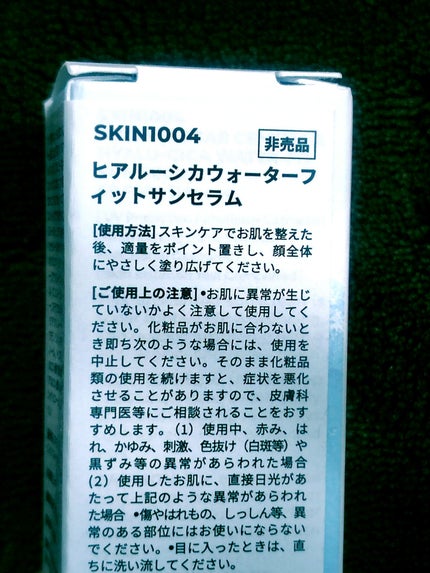 SKIN1004
非売品
ヒアルーシカウォーターフ
ィットサンセラム
[使用方法] スキンケアでお肌を整えた
後、適量をポイント置きし、顔全体
にやさしく塗り広げてください。
[ご使用上の注意] •お肌に異常が生じ
ていないかよく注意して使用してく
ださい。化粧品がお肌に合わないと
き即ち次のような場合には、使用を
中止してください。そのまま化粧品
類の使用を続けますと、症状を悪化
させることがありますので、皮膚科
専門医等にご相談されることをおす
すめします。（1）使用中、赤み、は
れ、かゆみ、刺激、色抜け（白斑等）や
黒ずみ等の異常があらわれた場合
（2）使用したお肌に、直接日光があ
たって上記のような異常があらわれ
た場合 •傷やはれもの、しっしん等、異
常のある部位にはお使いにならない
でください。•目に入ったときは、直
ちに洗い流してください。